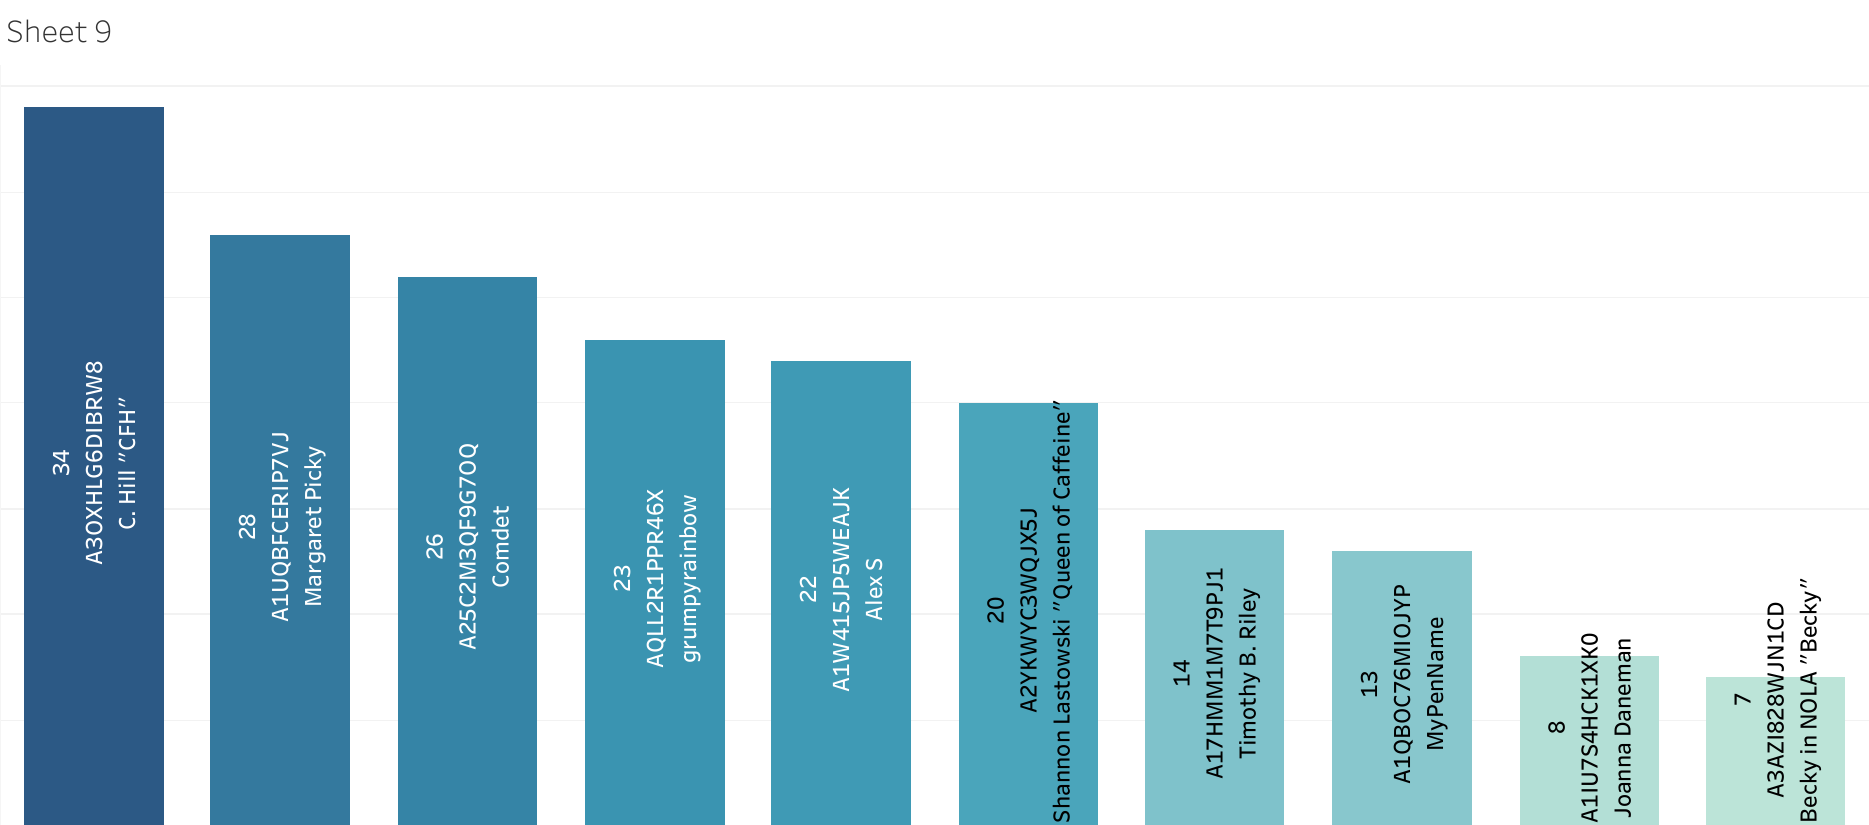 Sheet 9
34
A3OXHLG6DIBRW8
C. Hill "CFH"
28
A1UQBFCERIP7VJ
Margaret Picky
26
A25C2M3QF9G7OQ
Comdet
23
AQLL2R1PPR46X
grumpyrainbow
22
A1W415JP5WEAJK
Alex S
20
A2YKWYC3WQJX5J
Shannon Lastowski "Queen of Caffeine"
14
A17HMM1M7T9PJ1
Timothy B. Riley
13
A1QBOC76MIOJYP
MyPenName
8
A1IU7S4HCK1XK0
Joanna Daneman
7
A3AZI828WJN1CD
Becky in NOLA "Becky"